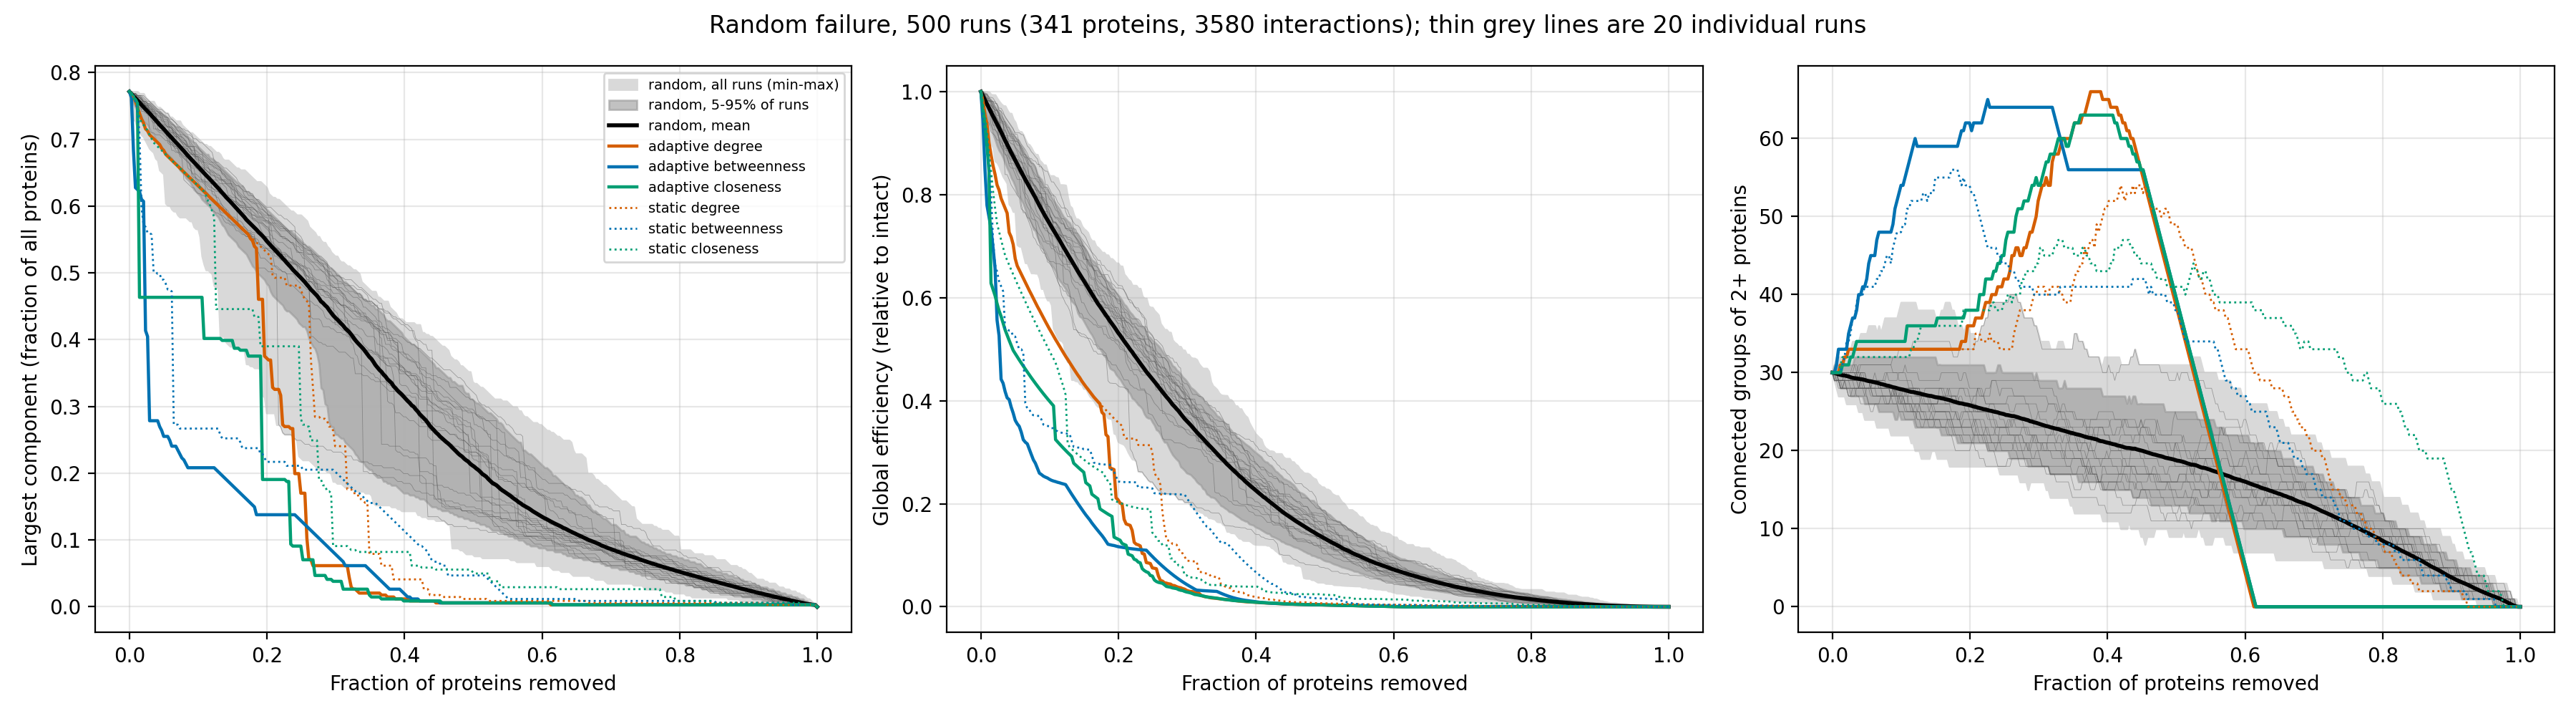 Random failure, 500 runs (341 proteins, 3580 interactions); thin grey lines are 20 individual runs
Largest component (fraction of all proteins)
0.8
0.7
0.6
0.5
0.4
0.3
0.2
0.1
0.0
random, all runs (min-max)
random, 5-95% of runs
random, mean
adaptive degree
adaptive betweenness
adaptive closeness
static degree
static betweenness
static closeness
0.0 0.2 0.4 0.6 0.8 1.0
Fraction of proteins removed
Global efficiency (relative to intact)
1.0
0.8
0.6
0.4
0.2
0.0
0.0 0.2 0.4 0.6 0.8 1.0
Fraction of proteins removed
Connected groups of 2+ proteins
60
50
40
30
20
10
0
0.0 0.2 0.4 0.6 0.8 1.0
Fraction of proteins removed